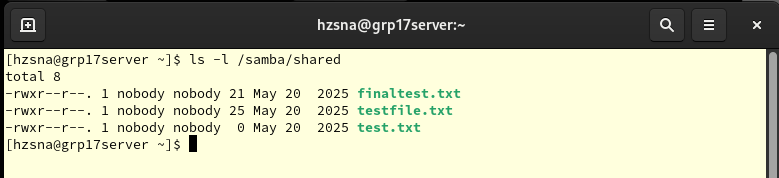 hzsna@grp17server:~
[hzsna@grp17server ~]$ ls -l /samba/shared
total 8
-rwxr--r--. 1 nobody nobody 21 May 20  2025 finaltest.txt
-rwxr--r--. 1 nobody nobody 25 May 20  2025 testfile.txt
-rwxr--r--. 1 nobody nobody  0 May 20  2025 test.txt
[hzsna@grp17server ~]$